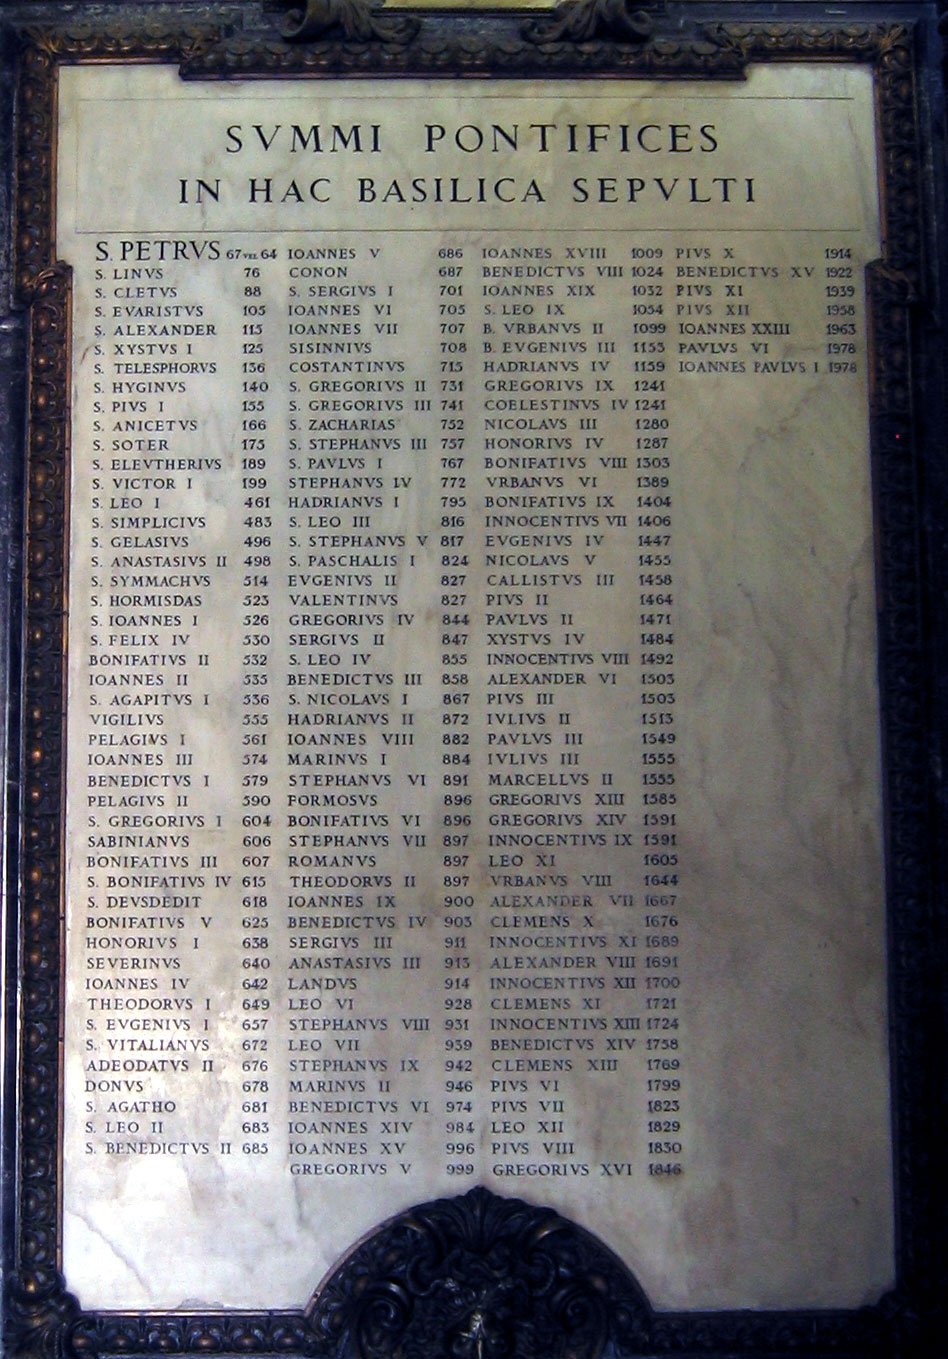 SVMMI PONTIFICES
IN HAC BASILICA SEPVLTI
S. PETRVS 67 VEL 64
S. LINVS 76
S. CLETVS 88
S. EVARISTVS 105
S. ALEXANDER 115
S. XYSTVS I 125
S. TELESPHORVS 136
S. HYGINVS 140
S. PIVS I 155
S. ANICETVS 166
S. SOTER 175
S. ELEVTHERIVS 189
S. VICTOR I 199
S. LEO I 461
S. SIMPLICIVS 483
S. GELASIVS 496
S. ANASTASIVS II 498
S. SYMMACHVS 514
S. HORMISDAS 523
S. IOANNES I 526
S. FELIX IV 530
BONIFATIVS II 532
IOANNES II 535
S. AGAPITVS I 536
VIGILIVS 555
PELAGIVS I 561
IOANNES III 574
BENEDICTVS I 579
PELAGIVS II 590
S. GREGORIVS I 604
SABINIANVS 606
BONIFATIVS III 607
S. BONIFATIVS IV 615
S. DEVSDEDIT 618
BONIFATIVS V 625
HONORIVS I 638
SEVERINVS 640
IOANNES IV 642
THEODORVS I 649
S. EVGENIVS I 657
S. VITALIANVS 672
ADEODATVS II 676
DONVS 678
S. AGATHO 681
S. LEO II 683
S. BENEDICTVS II 685
IOANNES V 686
CONON 687
S. SERGIVS I 701
IOANNES VI 705
IOANNES VII 707
SISINNIVS 708
COSTANTINVS 715
S. GREGORIVS II 731
S. GREGORIVS III 741
S. ZACHARIAS 752
S. STEPHANVS III 757
S. PAVLVS I 767
STEPHANVS IV 772
HADRIANVS I 795
S. LEO III 816
S. STEPHANVS V 817
S. PASCHALIS I 824
EVGENIVS II 827
VALENTINVS 827
GREGORIVS IV 844
SERGIVS II 847
S. LEO IV 855
BENEDICTVS III 858
S. NICOLAVS I 867
HADRIANVS II 872
IOANNES VIII 882
MARINVS I 884
STEPHANVS VI 891
FORMOSVS 896
BONIFATIVS VI 896
STEPHANVS VII 897
ROMANVS 897
THEODORVS II 897
IOANNES IX 900
BENEDICTVS IV 903
SERGIVS III 911
ANASTASIVS III 913
LANDVS 914
LEO VI 928
STEPHANVS VIII 931
LEO VII 939
STEPHANVS IX 942
MARINVS II 946
BENEDICTVS VI 974
IOANNES XIV 984
IOANNES XV 996
GREGORIVS V 999
IOANNES XVIII 1009
BENEDICTVS VIII 1024
IOANNES XIX 1032
S. LEO IX 1054
B. VRBANVS II 1099
B. EVGENIVS III 1153
HADRIANVS IV 1159
GREGORIVS IX 1241
COELESTINVS IV 1241
NICOLAVS III 1280
HONORIVS IV 1287
BONIFATIVS VIII 1303
VRBANVS VI 1389
BONIFATIVS IX 1404
INNOCENTIVS VII 1406
EVGENIVS IV 1447
NICOLAVS V 1455
CALLISTVS III 1458
PIVS II 1464
PAVLVS II 1471
XYSTVS IV 1484
INNOCENTIVS VIII 1492
ALEXANDER VI 1503
PIVS III 1503
IVLIVS II 1513
PAVLVS III 1549
IVLIVS III 1555
MARCELLVS II 1555
GREGORIVS XIII 1585
GREGORIVS XIV 1591
INNOCENTIVS IX 1591
LEO XI 1605
VRBANVS VIII 1644
ALEXANDER VII 1667
CLEMENS X 1676
INNOCENTIVS XI 1689
ALEXANDER VIII 1691
INNOCENTIVS XII 1700
CLEMENS XI 1721
INNOCENTIVS XIII 1724
BENEDICTVS XIV 1758
CLEMENS XIII 1769
PIVS VI 1799
PIVS VII 1823
LEO XII 1829
PIVS VIII 1830
GREGORIVS XVI 1846
PIVS X 1914
BENEDICTVS XV 1922
PIVS XI 1939
PIVS XII 1958
IOANNES XXIII 1963
PAVLVS VI 1978
IOANNES PAVLVS I 1978